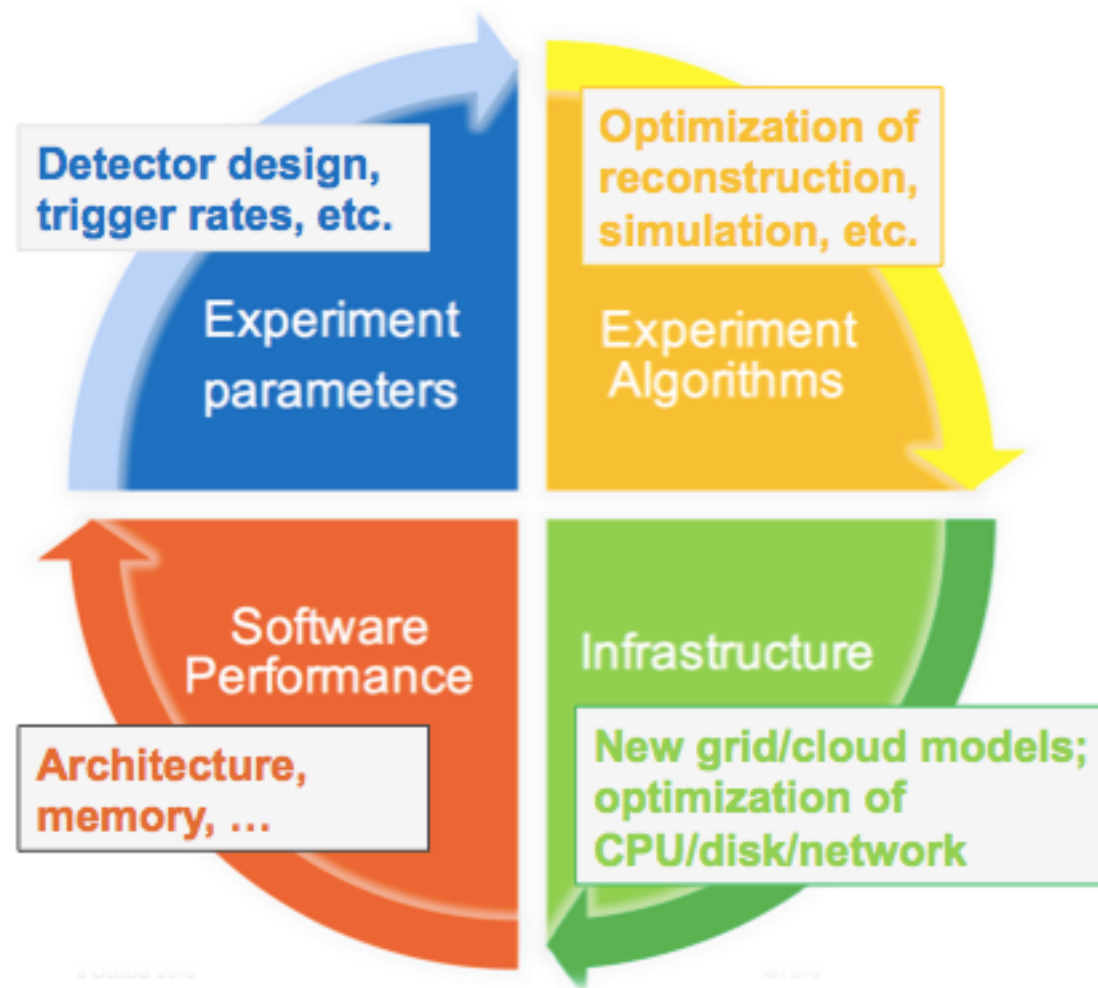 Detector design,
trigger rates, etc.
Experiment
parameters
Optimization of
reconstruction,
simulation, etc.
Experiment
Algorithms
Software
Performance
Architecture,
memory, …
Infrastructure
New grid/cloud models;
optimization of
CPU/disk/network